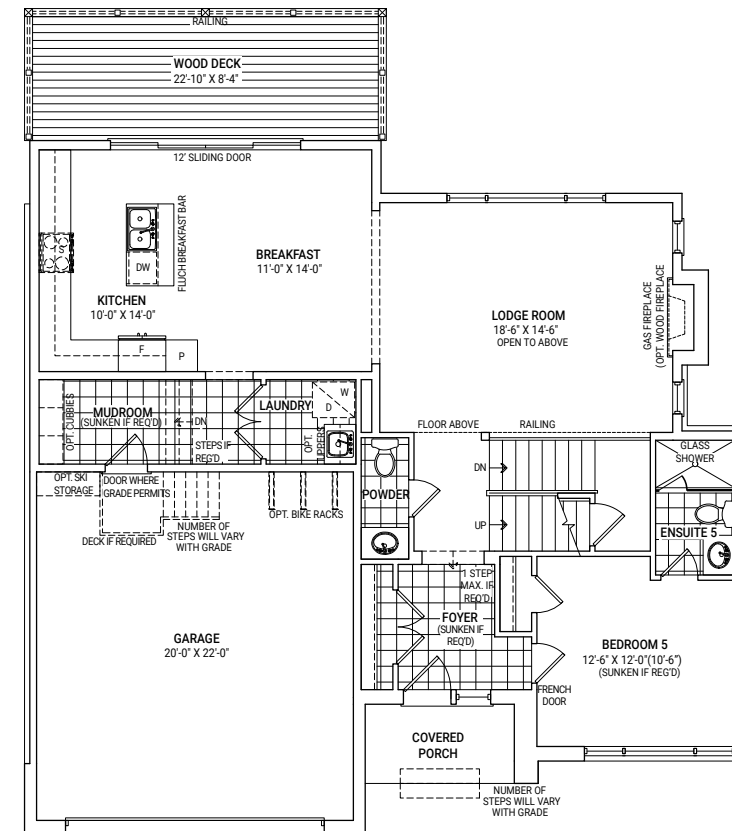 RAILING
WOOD DECK
22'-10" X 8'-4"
12' SLIDING DOOR
FLUCH BREAKFAST BAR
S
DW
BREAKFAST
11'-0" X 14'-0"
KITCHEN
10'-0" X 14'-0"
F
P
LODGE ROOM
18'-6" X 14'-6"
OPEN TO ABOVE
GAS FIREPLACE
(OPT. WOOD FIREPLACE)
OPT. CUBBIES
MUDROOM
(SUNKEN IF REQ'D)
DN
STEPS IF
REQ'D
LAUNDRY
W
D
OPT.
UPPERS
FLOOR ABOVE
RAILING
GLASS
SHOWER
DN
UP
POWDER
ENSUITE 5
OPT. SKI
STORAGE
DOOR WHERE
GRADE PERMITS
DECK IF REQUIRED
NUMBER OF
STEPS WILL VARY
WITH GRADE
OPT. BIKE RACKS
1 STEP
MAX. IF
REQ'D
FOYER
(SUNKEN IF
REQ'D)
GARAGE
20'-0" X 22'-0"
BEDROOM 5
12'-6" X 12'-0"(10'-6")
(SUNKEN IF REG'D)
FRENCH
DOOR
COVERED
PORCH
NUMBER OF
STEPS WILL VARY
WITH GRADE